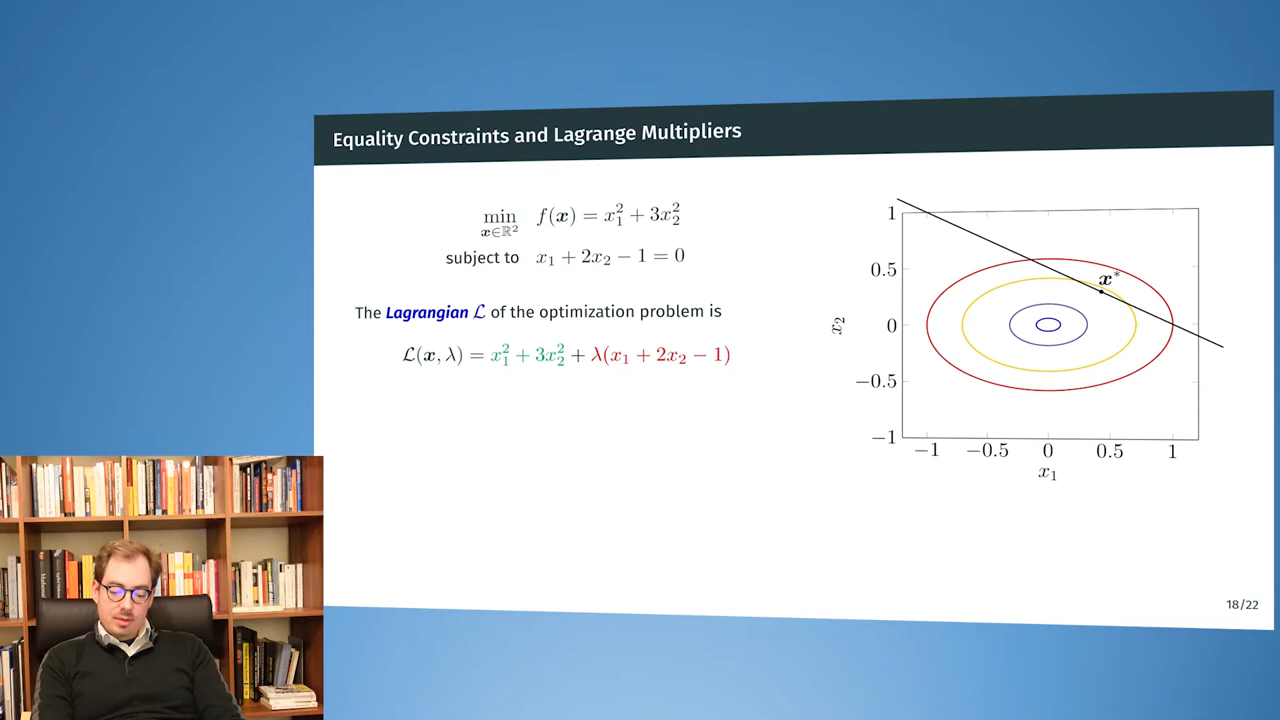 Equality Constraints and Lagrange Multipliers
min f(x) = x₁² + 3x₂²
x∈ℝ²
subject to x₁ + 2x₂ − 1 = 0
The Lagrangian ℒ of the optimization problem is
ℒ(x, λ) = x₁² + 3x₂² + λ(x₁ + 2x₂ − 1)
1
0.5
0
−0.5
−1
x₂
x*
−1 −0.5 0 0.5 1
x₁
18/22